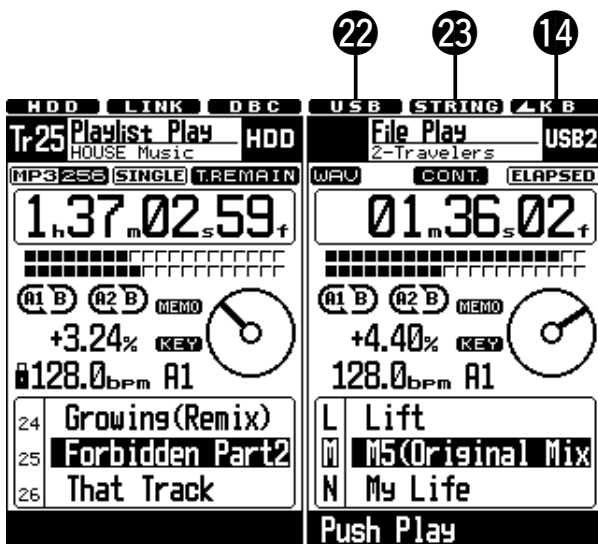 22 23 14
HDD LINK DBC
Tr25 Playlist Play HDD
HOUSE Music
MP3 256 SINGLE T.REMAIN
1h37m02s59f
A1 B A2 B MEMO
+3.24% KEY
128.0bpm A1
24 Growing(Remix)
25 Forbidden Part2
26 That Track
USB STRING KB
File Play USB2
2-Travelers
WAV CONT. ELAPSED
01m36s02f
A1 B A2 B MEMO
+4.40% KEY
128.0bpm A1
L Lift
M M5(Original Mix
N My Life
Push Play